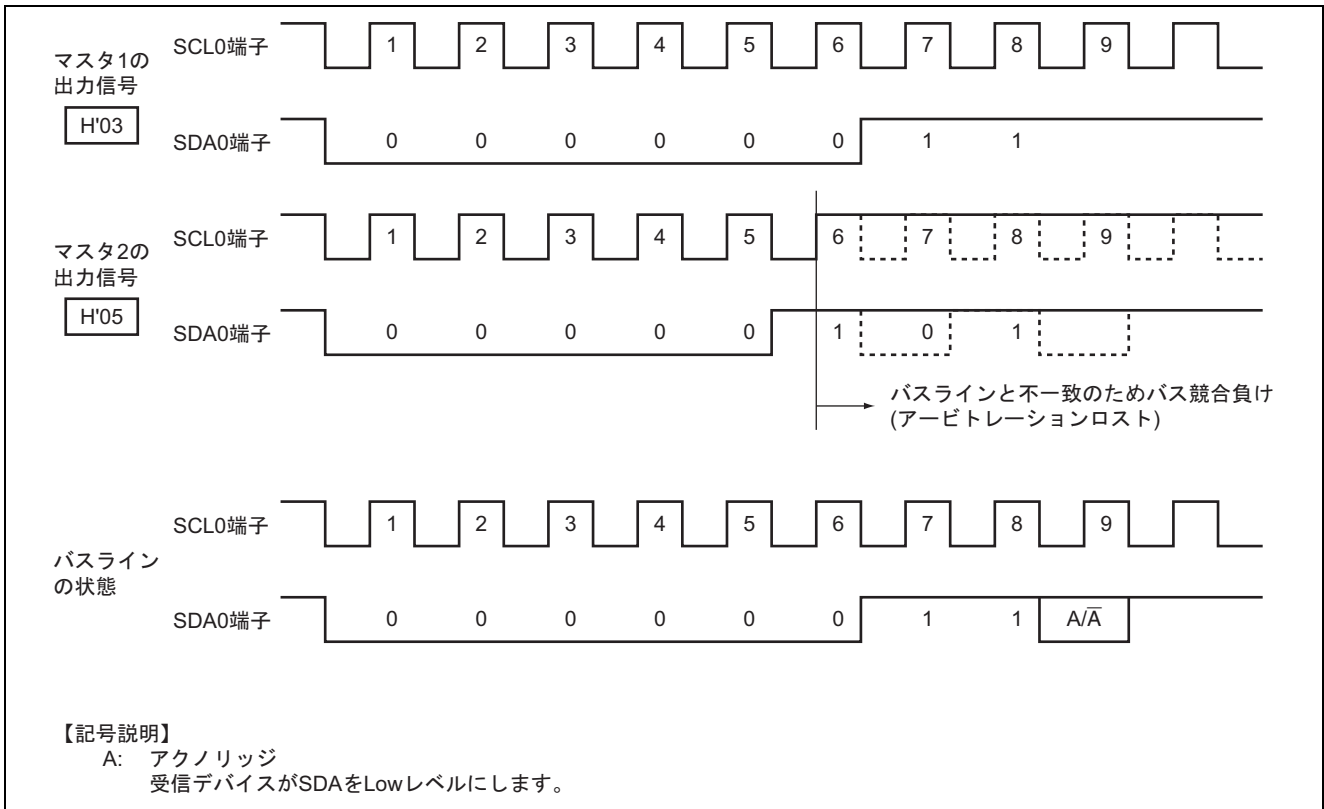 マスタ1の
出力信号
H'03
SCL0端子 1 2 3 4 5 6 7 8 9
SDA0端子 0 0 0 0 0 0 1 1
マスタ2の
出力信号
H'05
SCL0端子 1 2 3 4 5 6 7 8 9
SDA0端子 0 0 0 0 0 1 0 1
バスラインと不一致のためバス競合負け
(アービトレーションロスト)
バスライン
の状態
SCL0端子 1 2 3 4 5 6 7 8 9
SDA0端子 0 0 0 0 0 0 1 1 A/A̅
【記号説明】
A: アクノリッジ
受信デバイスがSDAをLowレベルにします。